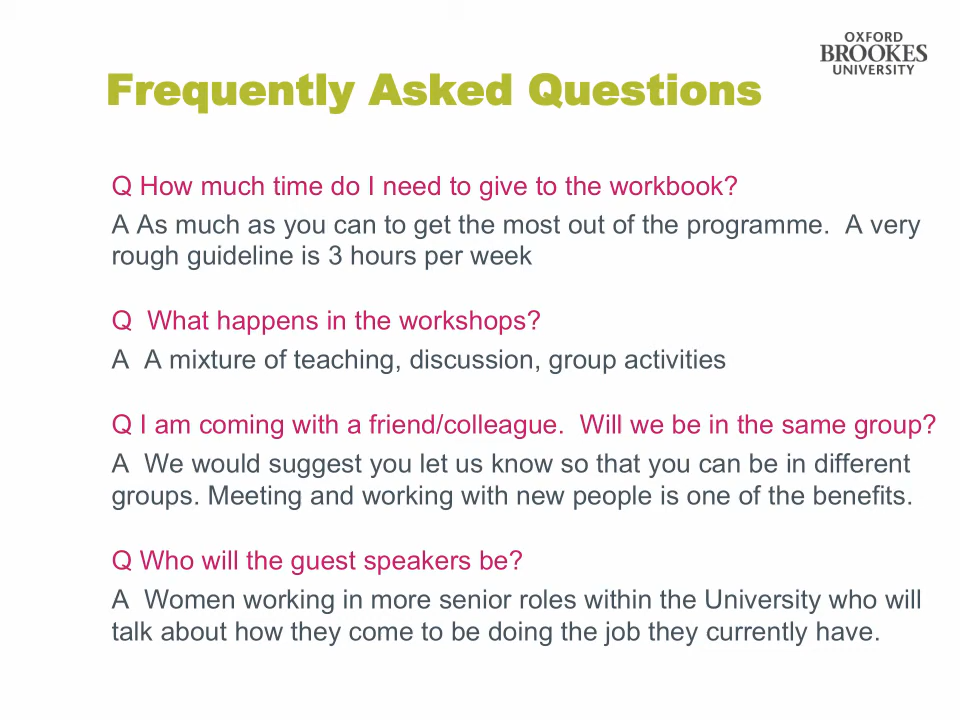 OXFORD
BROOKES
UNIVERSITY
Frequently Asked Questions
Q How much time do I need to give to the workbook?
A As much as you can to get the most out of the programme.  A very
rough guideline is 3 hours per week
Q  What happens in the workshops?
A  A mixture of teaching, discussion, group activities
Q I am coming with a friend/colleague.  Will we be in the same group?
A  We would suggest you let us know so that you can be in different
groups. Meeting and working with new people is one of the benefits.
Q Who will the guest speakers be?
A  Women working in more senior roles within the University who will
talk about how they come to be doing the job they currently have.